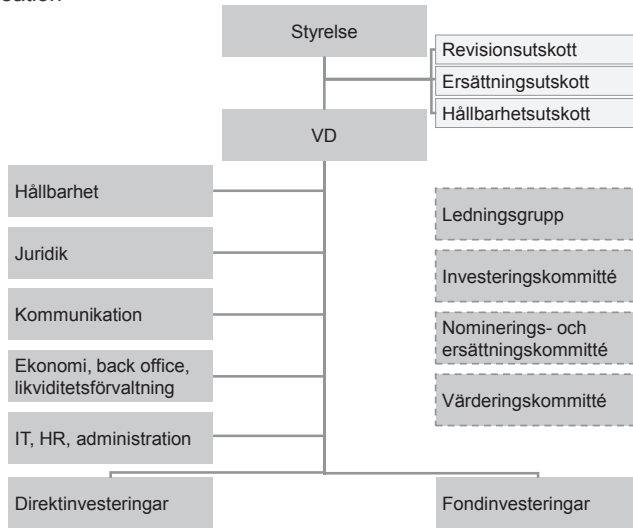 Styrelse
Revisionsutskott
Ersättningsutskott
Hållbarhetsutskott
VD
Hållbarhet
Ledningsgrupp
Juridik
Investeringskommitté
Kommunikation
Nominerings- och
ersättningskommitté
Ekonomi, back office,
likviditetsförvaltning
Värderingskommitté
IT, HR, administration
Direktinvesteringar
Fondinvesteringar